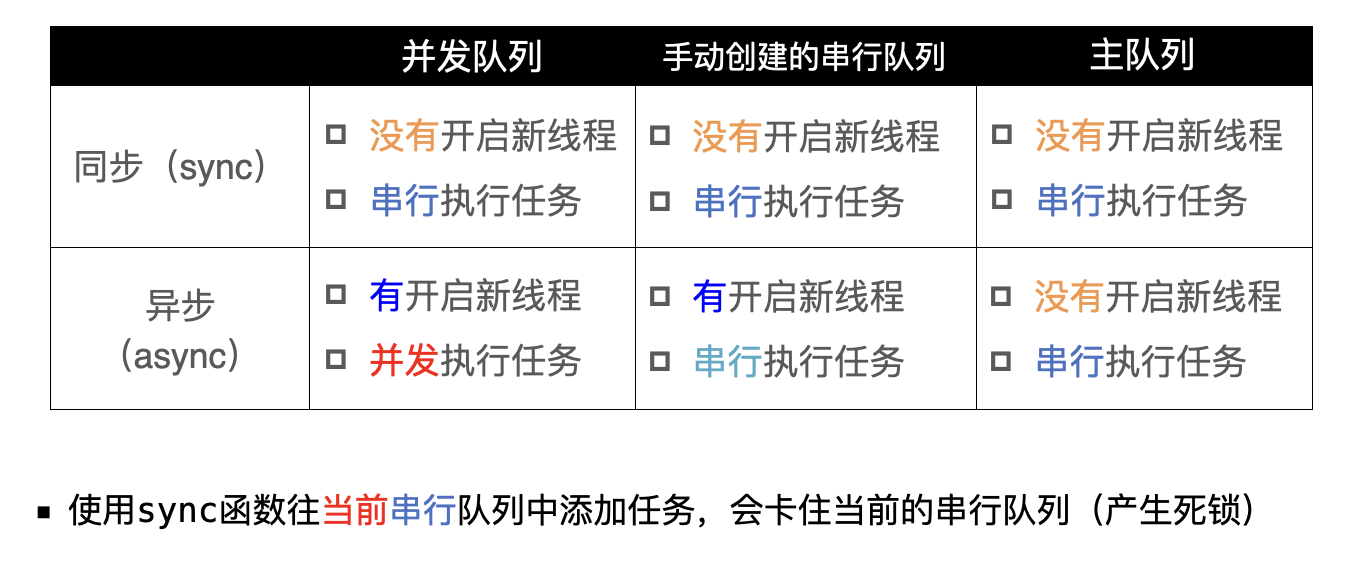 并发队列 手动创建的串行队列 主队列
同步（sync）
没有开启新线程
串行执行任务
没有开启新线程
串行执行任务
没有开启新线程
串行执行任务
异步
（async）
有开启新线程
并发执行任务
有开启新线程
串行执行任务
没有开启新线程
串行执行任务
使用sync函数往当前串行队列中添加任务，会卡住当前的串行队列（产生死锁）